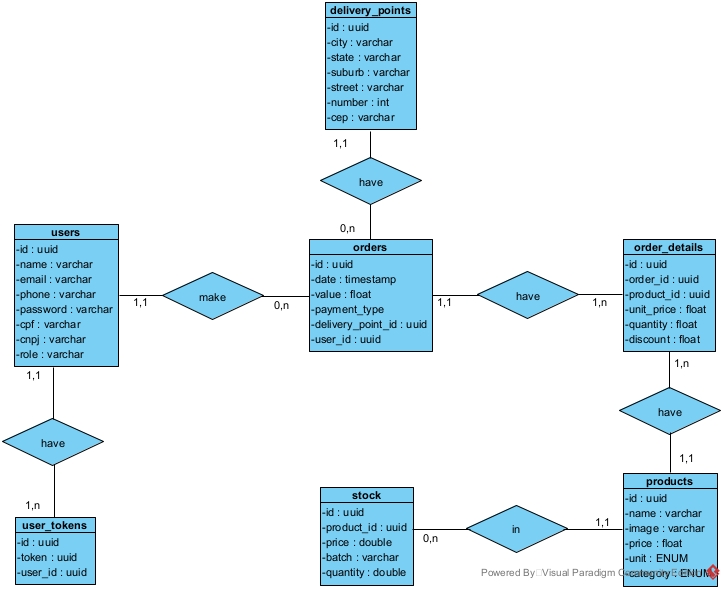 delivery_points
-id : uuid
-city : varchar
-state : varchar
-suburb : varchar
-street : varchar
-number : int
-cep : varchar
1,1
have
0,n
users
-id : uuid
-name : varchar
-email : varchar
-phone : varchar
-password : varchar
-cpf : varchar
-cnpj : varchar
-role : varchar
1,1
make
0,n
orders
-id : uuid
-date : timestamp
-value : float
-payment_type
-delivery_point_id : uuid
-user_id : uuid
1,1
have
1,n
order_details
-id : uuid
-order_id : uuid
-product_id : uuid
-unit_price : float
-quantity : float
-discount : float
1,1
have
1,n
user_tokens
-id : uuid
-token : uuid
-user_id : uuid
1,n
have
1,1
stock
-id : uuid
-product_id : uuid
-price : double
-batch : varchar
-quantity : double
0,n
in
1,1
products
-id : uuid
-name : varchar
-image : varchar
-price : float
-unit : ENUM
-category : ENUM
Powered By Visual Paradigm Community